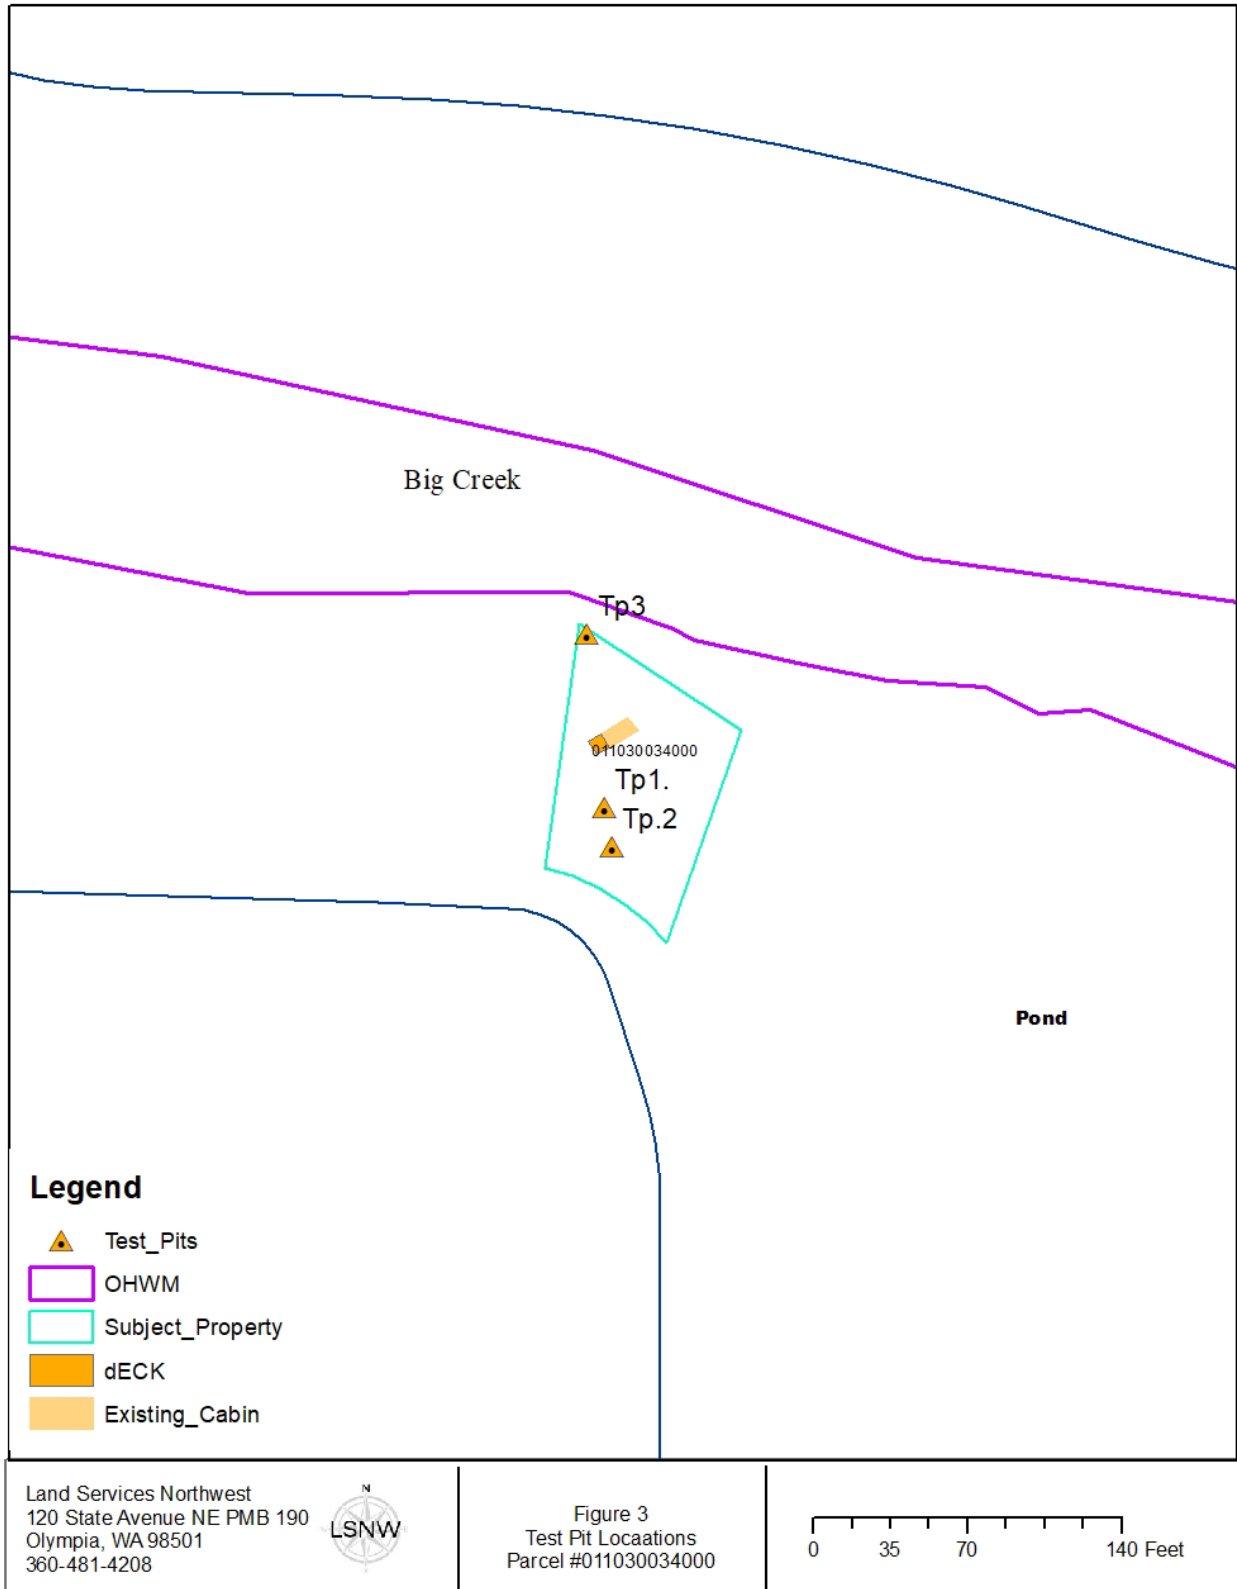 Big Creek
Tp3
011030034000
Tp1.
Tp.2
Pond
Legend
Test_Pits
OHWM
Subject_Property
dECK
Existing_Cabin
Land Services Northwest
120 State Avenue NE PMB 190
Olympia, WA 98501
360-481-4208
N
LSNW
Figure 3
Test Pit Locaations
Parcel #011030034000
0 35 70 140 Feet